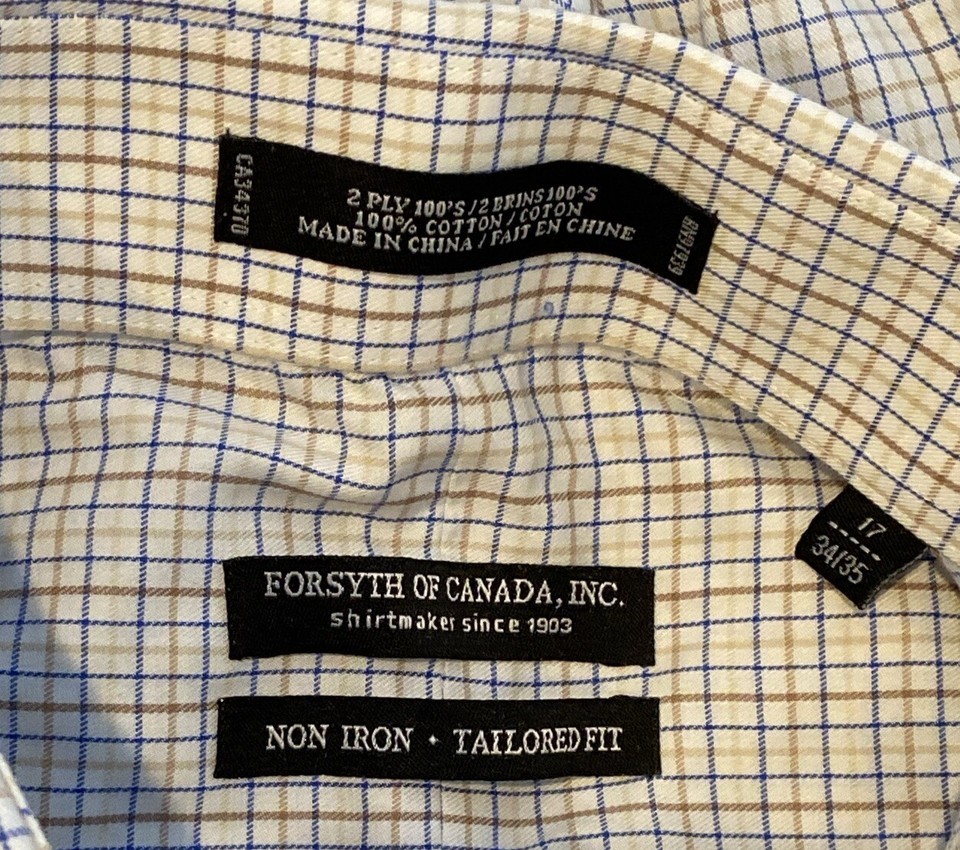 CA34370
2 PLY 100'S / 2 BRINS 100'S
100% COTTON / COTON
MADE IN CHINA / FAIT EN CHINE
17
34/35
FORSYTH OF CANADA, INC.
shirtmaker since 1903
NON IRON • TAILORED FIT